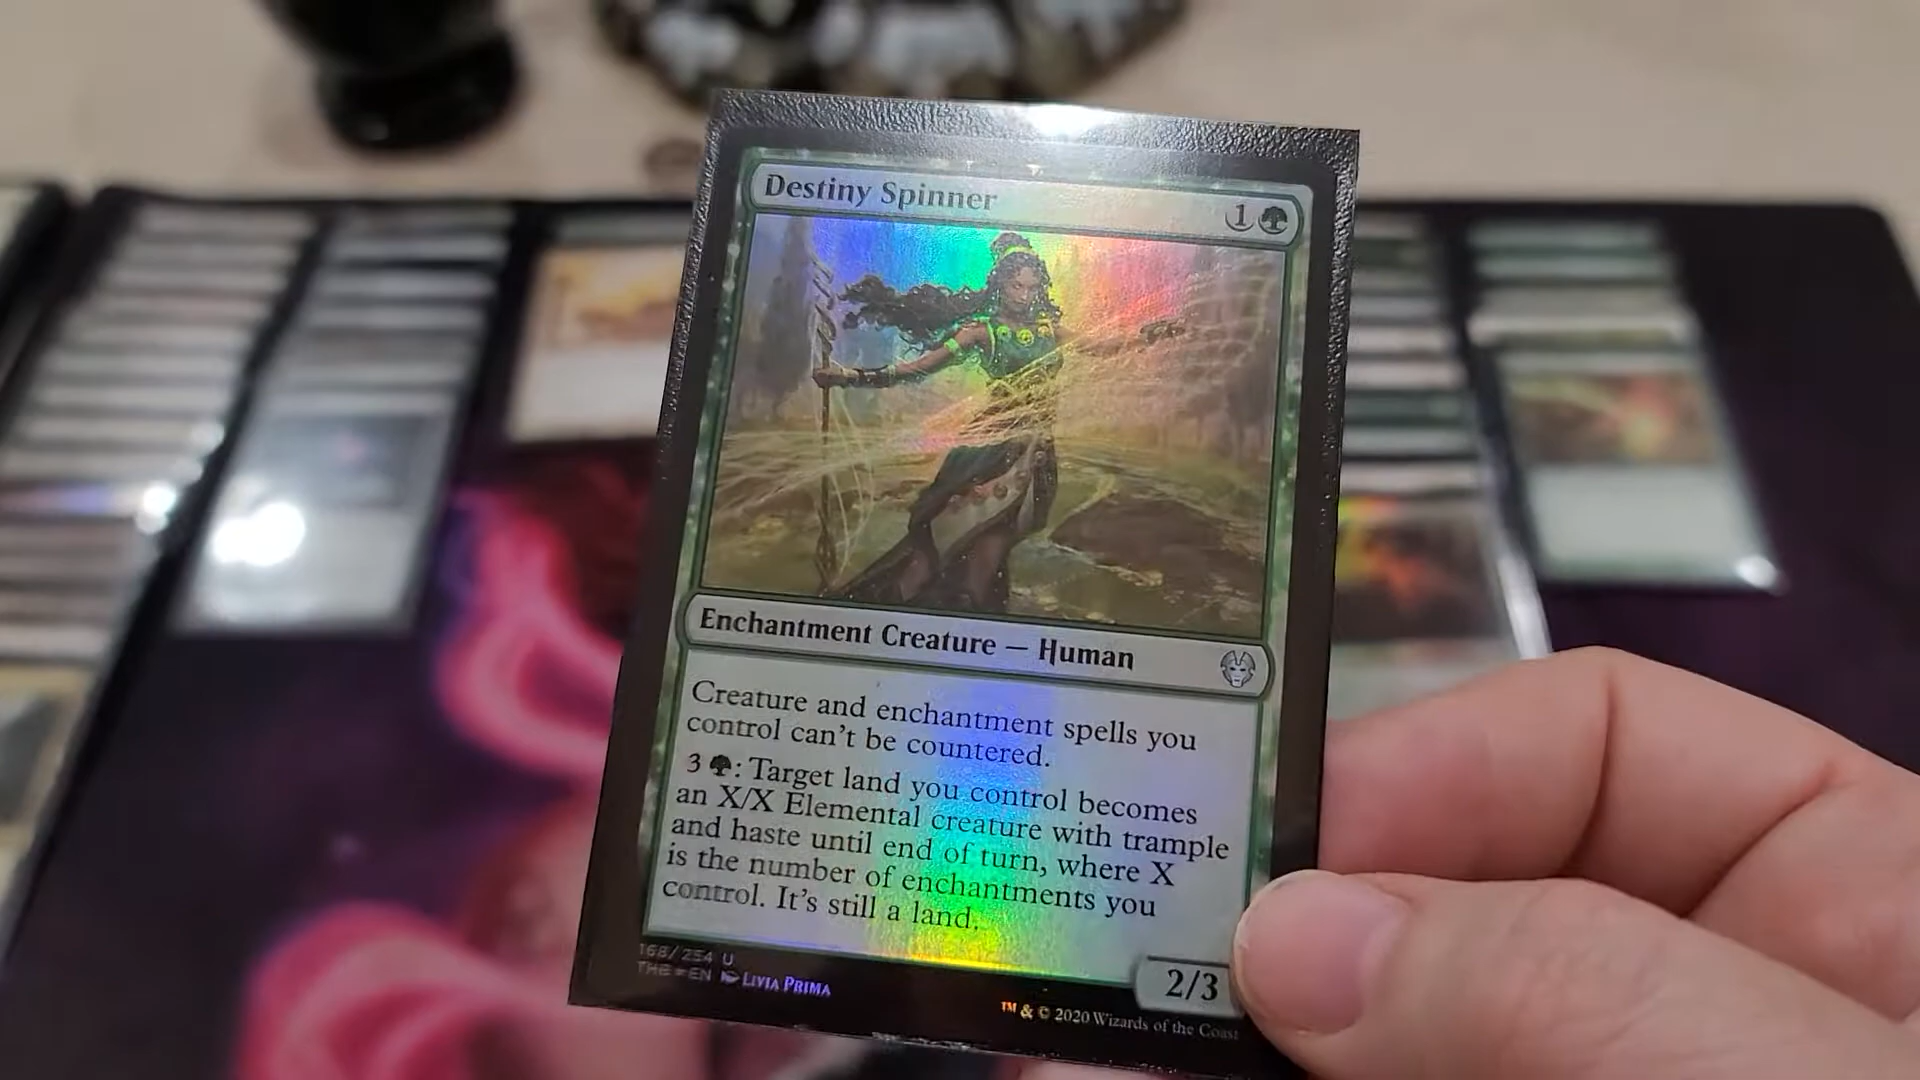 Destiny Spinner
1
Enchantment Creature — Human
Creature and enchantment spells you
control can't be countered.
3 : Target land you control becomes
an X/X Elemental creature with trample
and haste until end of turn, where X
is the number of enchantments you
control. It's still a land.
168/254 U
THB EN LIVIA PRIMA
2/3
™ & © 2020 Wizards of the Coast